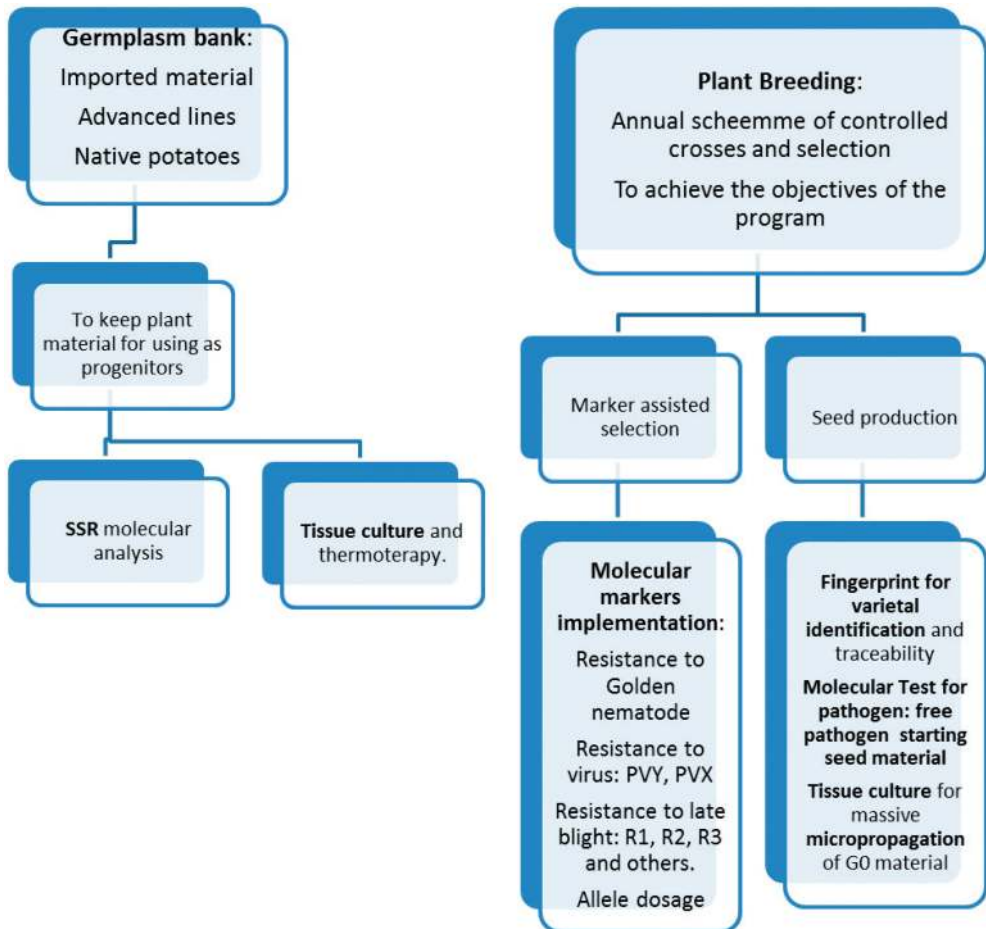 Germplasm bank:
Imported material
Advanced lines
Native potatoes
To keep plant
material for using as
progenitors
SSR molecular
analysis
Tissue culture and
thermoterapy.
Plant Breeding:
Annual scheemme of controlled
crosses and selection
To achieve the objectives of the
program
Marker assisted
selection
Seed production
Molecular
markers
implementation:
Resistance to
Golden
nematode
Resistance to
virus: PVY, PVX
Resistance to late
blight: R1, R2, R3
and others.
Allele dosage
Fingerprint for
varietal
identification and
traceability
Molecular Test for
pathogen: free
pathogen starting
seed material
Tissue culture for
massive
micropropagation
of G0 material